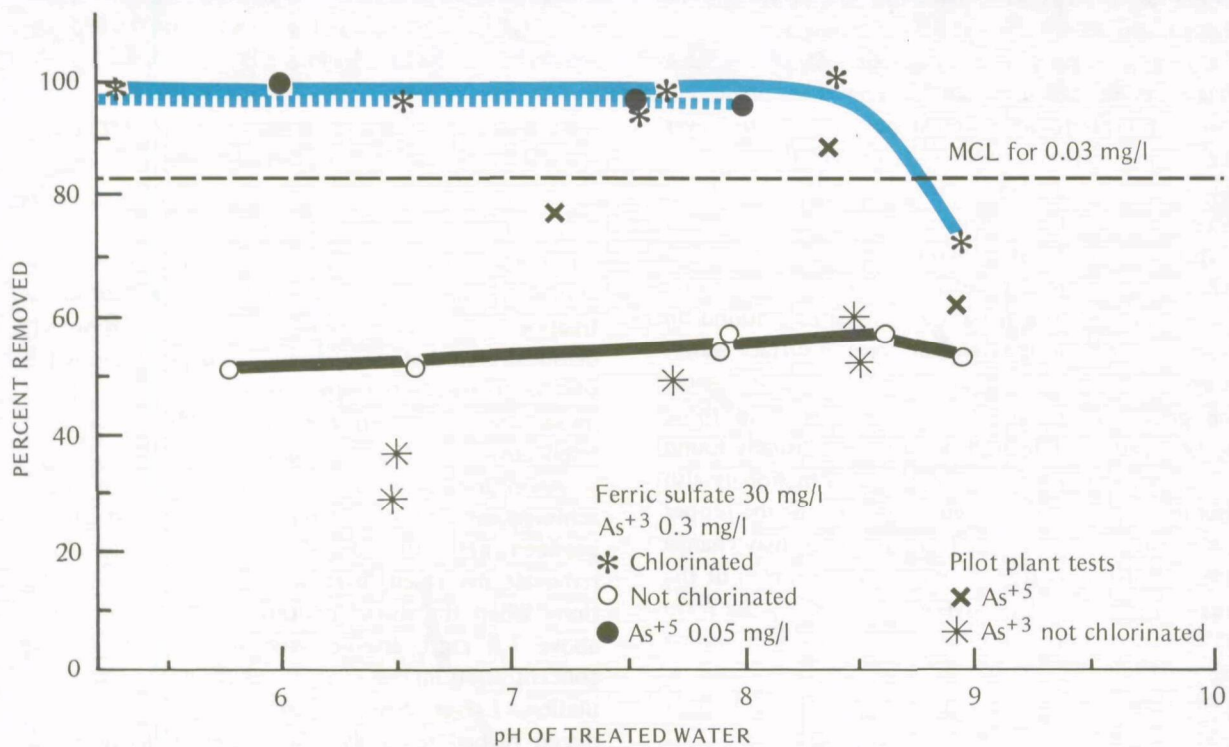 100
80
60
40
20
0
PERCENT REMOVED
MCL for 0.03 mg/l
Ferric sulfate 30 mg/l
As+3 0.3 mg/l
Chlorinated
Not chlorinated
As+5 0.05 mg/l
Pilot plant tests
As+5
As+3 not chlorinated
6 7 8 9 10
pH OF TREATED WATER